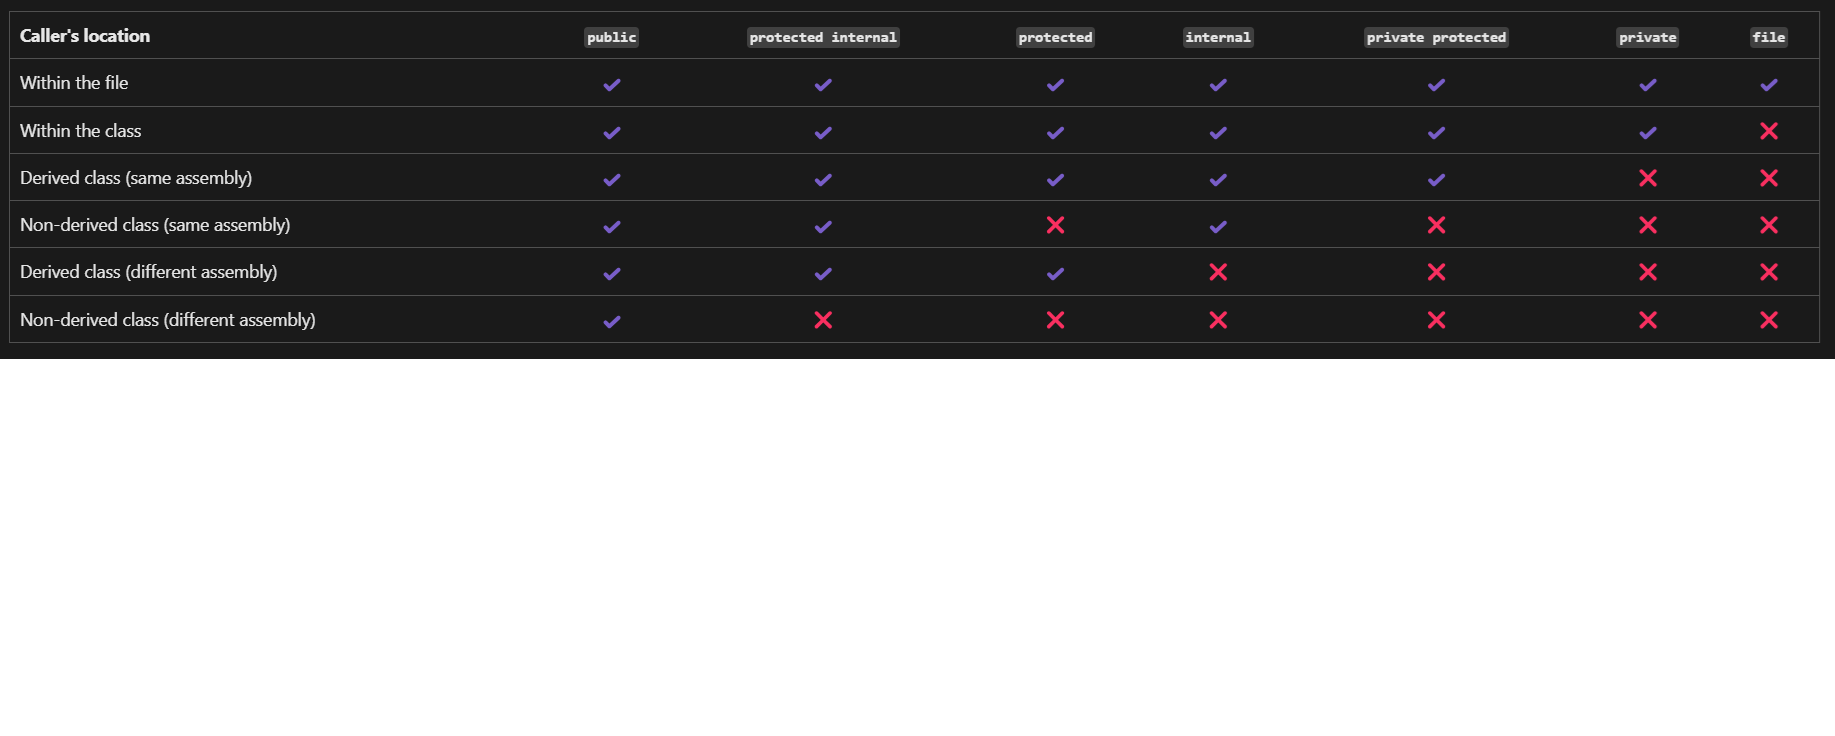 Caller's location public protected internal protected internal private protected private file
Within the file ✓ ✓ ✓ ✓ ✓ ✓ ✓
Within the class ✓ ✓ ✓ ✓ ✓ ✓ ✕
Derived class (same assembly) ✓ ✓ ✓ ✓ ✓ ✕ ✕
Non-derived class (same assembly) ✓ ✓ ✕ ✓ ✕ ✕ ✕
Derived class (different assembly) ✓ ✓ ✓ ✕ ✕ ✕ ✕
Non-derived class (different assembly) ✓ ✕ ✕ ✕ ✕ ✕ ✕